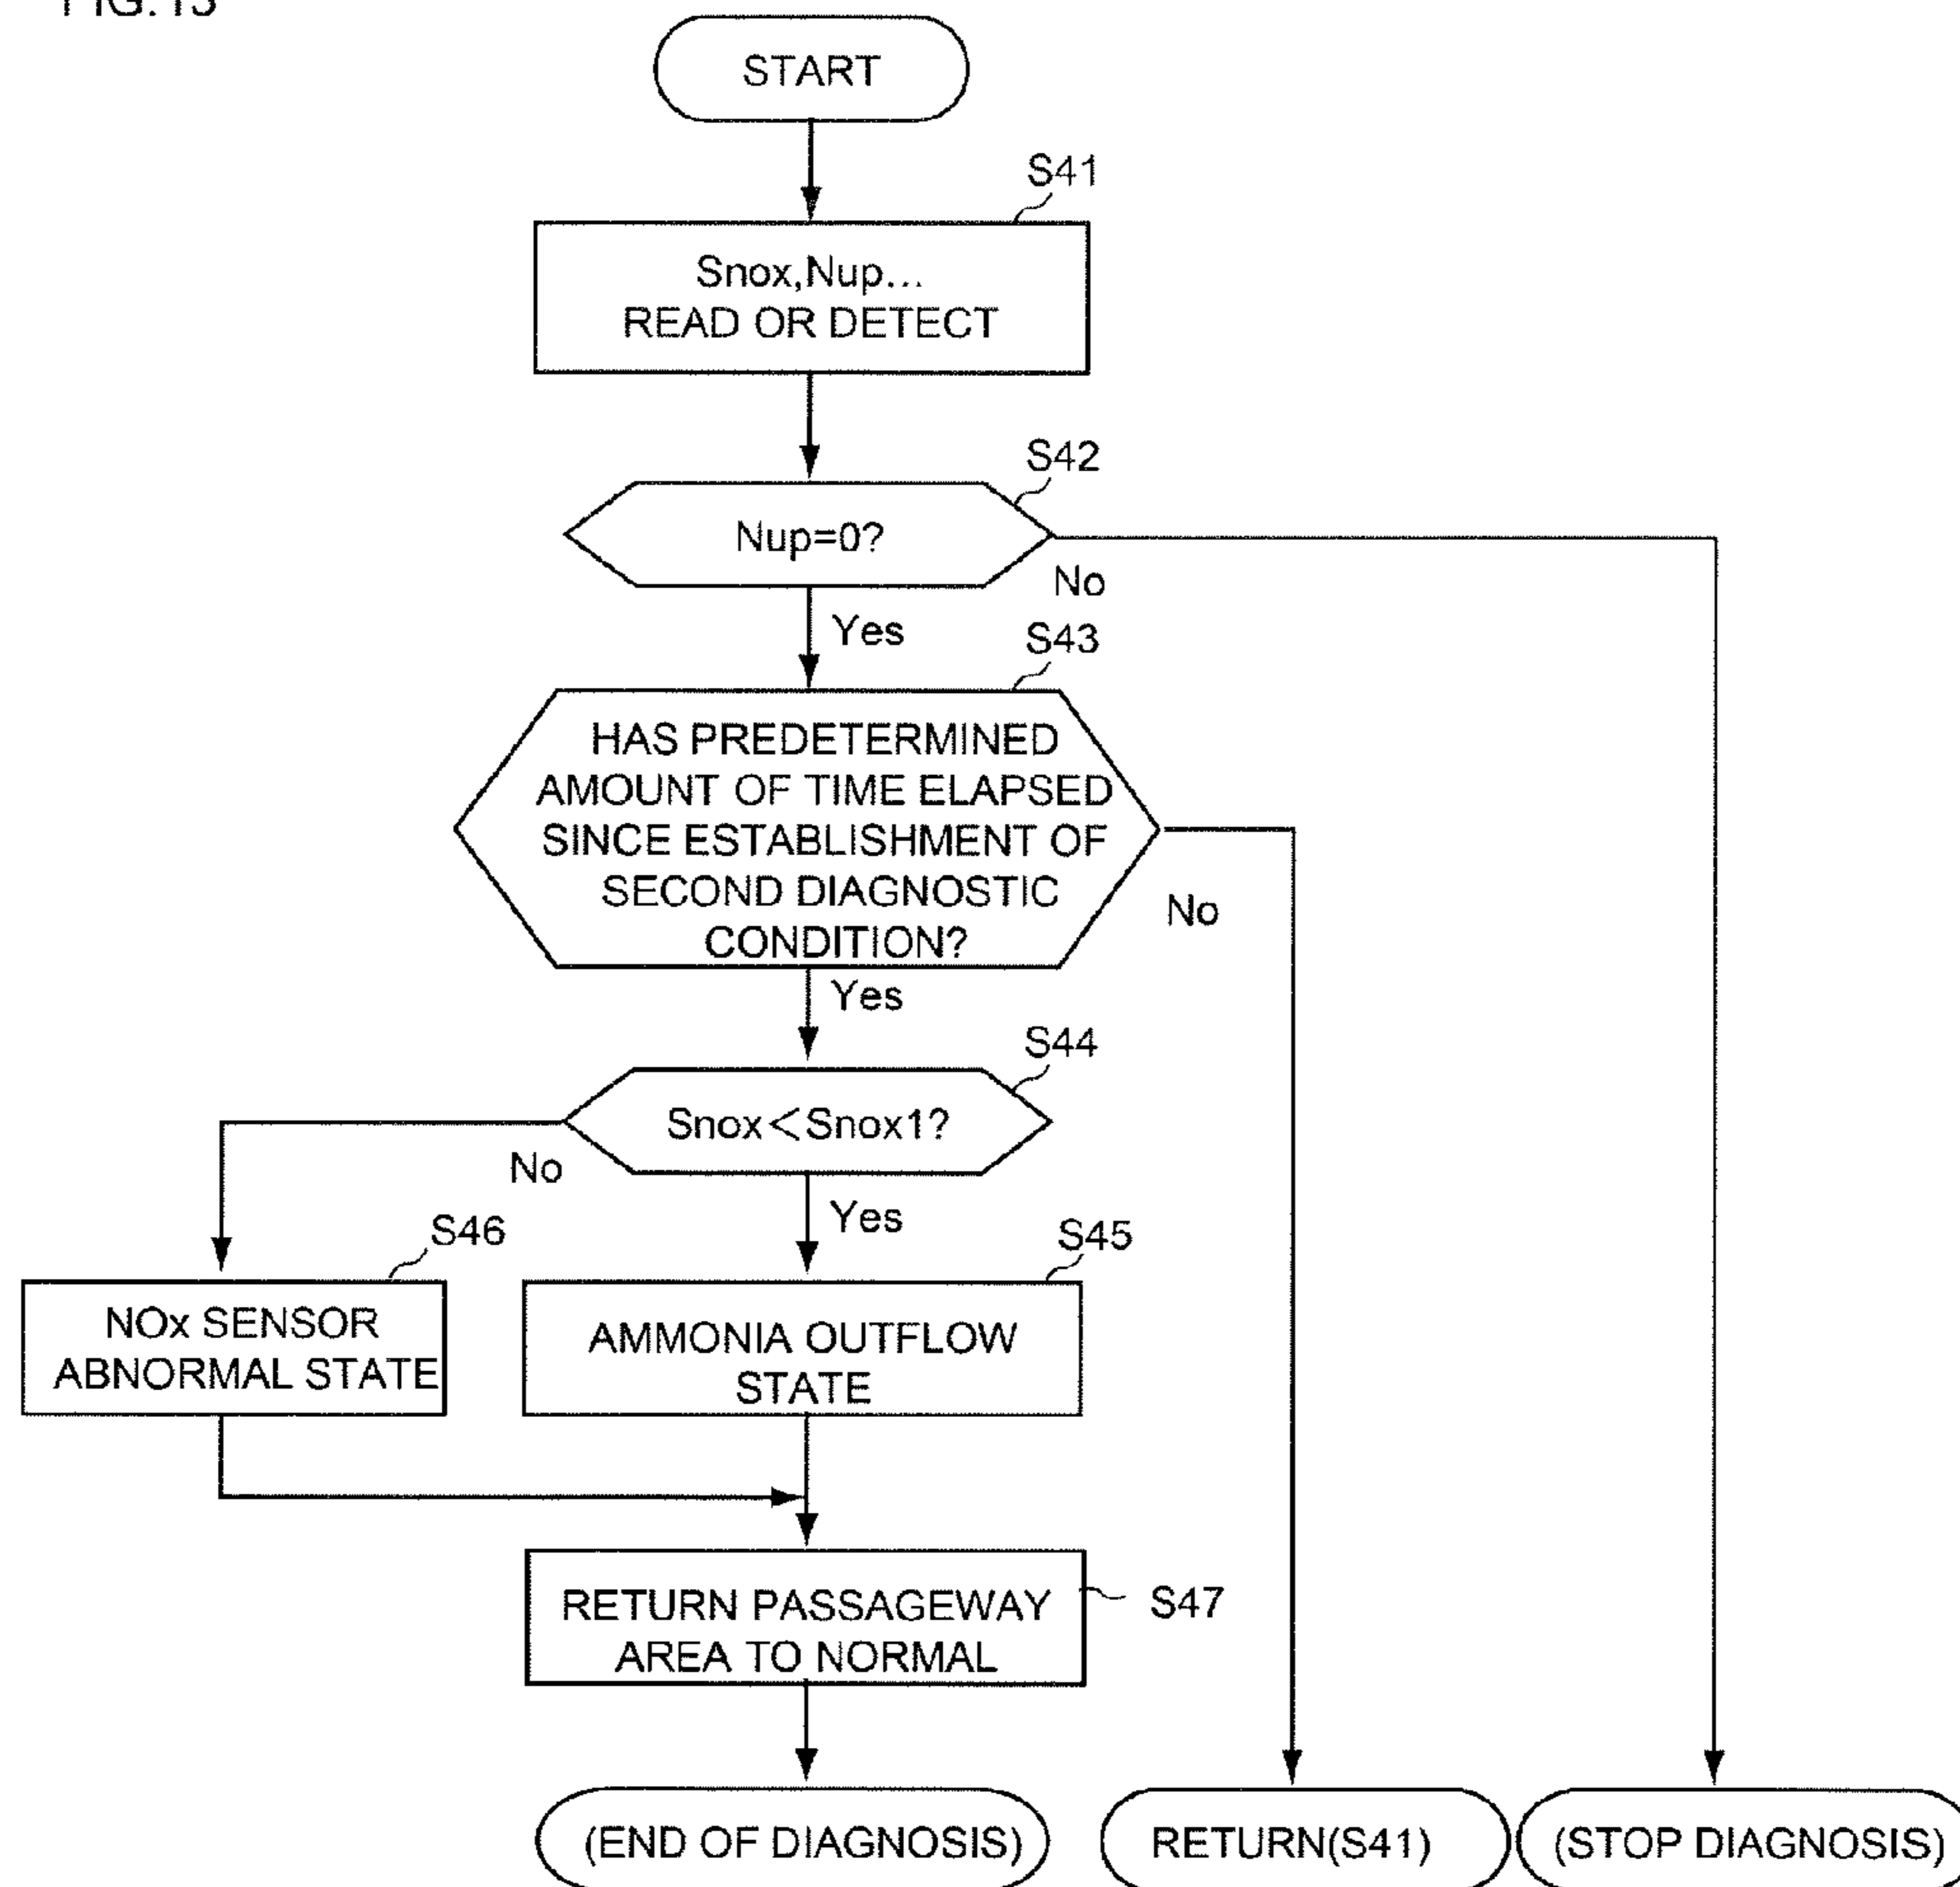 FIG.13
START
S41
Snox,Nup...
READ OR DETECT
S42
Nup=0?
No
Yes
S43
HAS PREDETERMINED
AMOUNT OF TIME ELAPSED
SINCE ESTABLISHMENT OF
SECOND DIAGNOSTIC
CONDITION?
No
Yes
S44
Snox<Snox1?
No
Yes
S46
S45
NOx SENSOR
ABNORMAL STATE
AMMONIA OUTFLOW
STATE
RETURN PASSAGEWAY
AREA TO NORMAL
S47
(END OF DIAGNOSIS)
RETURN(S41)
(STOP DIAGNOSIS)